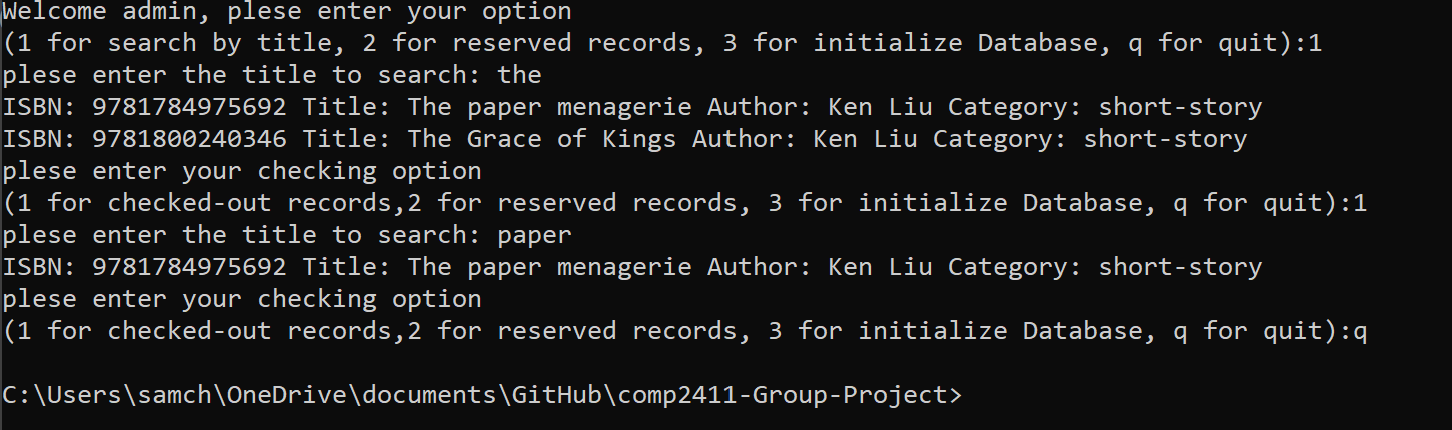 Welcome admin, plese enter your option
(1 for search by title, 2 for reserved records, 3 for initialize Database, q for quit):1
plese enter the title to search: the
ISBN: 9781784975692 Title: The paper menagerie Author: Ken Liu Category: short-story
ISBN: 9781800240346 Title: The Grace of Kings Author: Ken Liu Category: short-story
plese enter your checking option
(1 for checked-out records,2 for reserved records, 3 for initialize Database, q for quit):1
plese enter the title to search: paper
ISBN: 9781784975692 Title: The paper menagerie Author: Ken Liu Category: short-story
plese enter your checking option
(1 for checked-out records,2 for reserved records, 3 for initialize Database, q for quit):q
C:\Users\samch\OneDrive\documents\GitHub\comp2411-Group-Project>